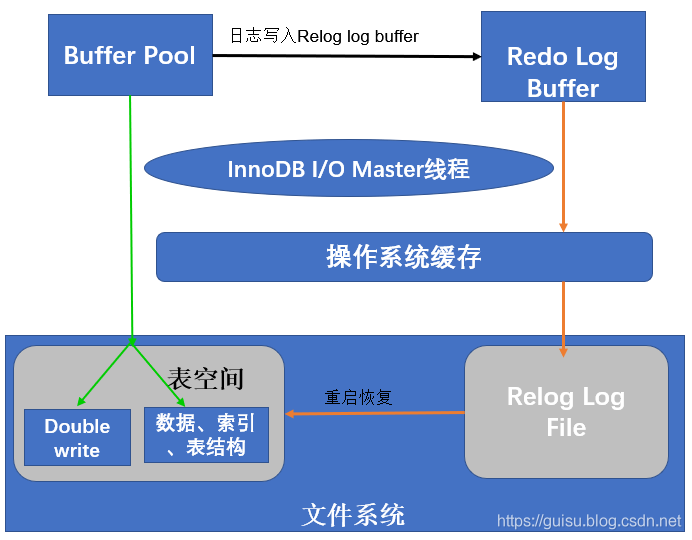 Buffer Pool
日志写入Relog log buffer
Redo Log
Buffer
InnoDB I/O Master线程
操作系统缓存
表空间
Double
write
数据、索引
、表结构
重启恢复
Relog Log
File
文件系统
https://guisu.blog.csdn.net